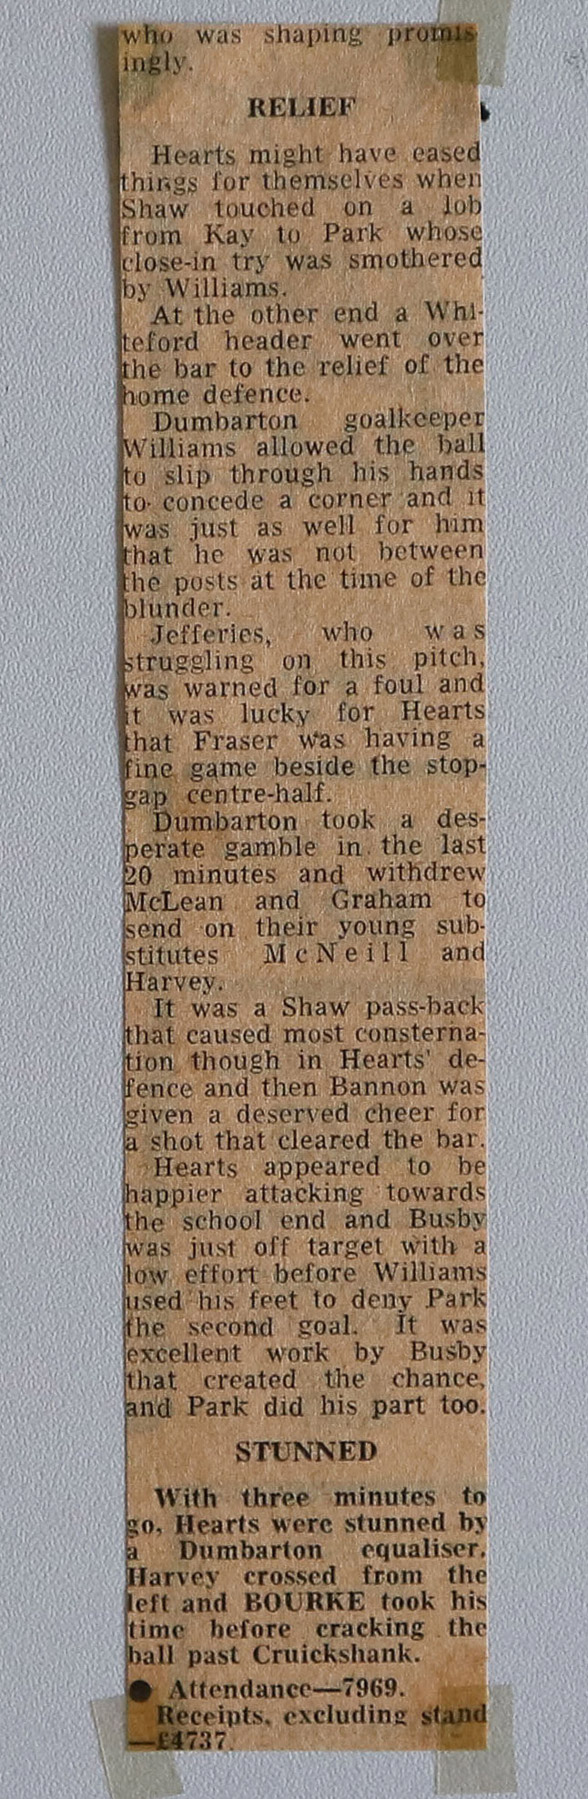 who was shaping promis-
ingly.
RELIEF
Hearts might have eased
things for themselves when
Shaw touched on a lob
from Kay to Park whose
close-in try was smothered
by Williams.
At the other end a Whi-
teford header went over
the bar to the relief of the
home defence.
Dumbarton goalkeeper
Williams allowed the ball
to slip through his hands
to concede a corner and it
was just as well for him
that he was not between
the posts at the time of the
blunder.
Jefferies, who was
struggling on this pitch,
was warned for a foul and
it was lucky for Hearts
that Fraser was having a
fine game beside the stop-
gap centre-half.
Dumbarton took a des-
perate gamble in the last
20 minutes and withdrew
McLean and Graham to
send on their young sub-
stitutes McNeill and
Harvey.
It was a Shaw pass-back
that caused most consterna-
tion though in Hearts' de-
fence and then Bannon was
given a deserved cheer for
a shot that cleared the bar.
Hearts appeared to be
happier attacking towards
the school end and Busby
was just off target with a
low effort before Williams
used his feet to deny Park
the second goal. It was
excellent work by Busby
that created the chance,
and Park did his part too.
STUNNED
With three minutes to
go, Hearts were stunned by
a Dumbarton equaliser.
Harvey crossed from the
left and BOURKE took his
time before cracking the
ball past Cruickshank.
● Attendance—7969.
Receipts, excluding stand
—£4737.